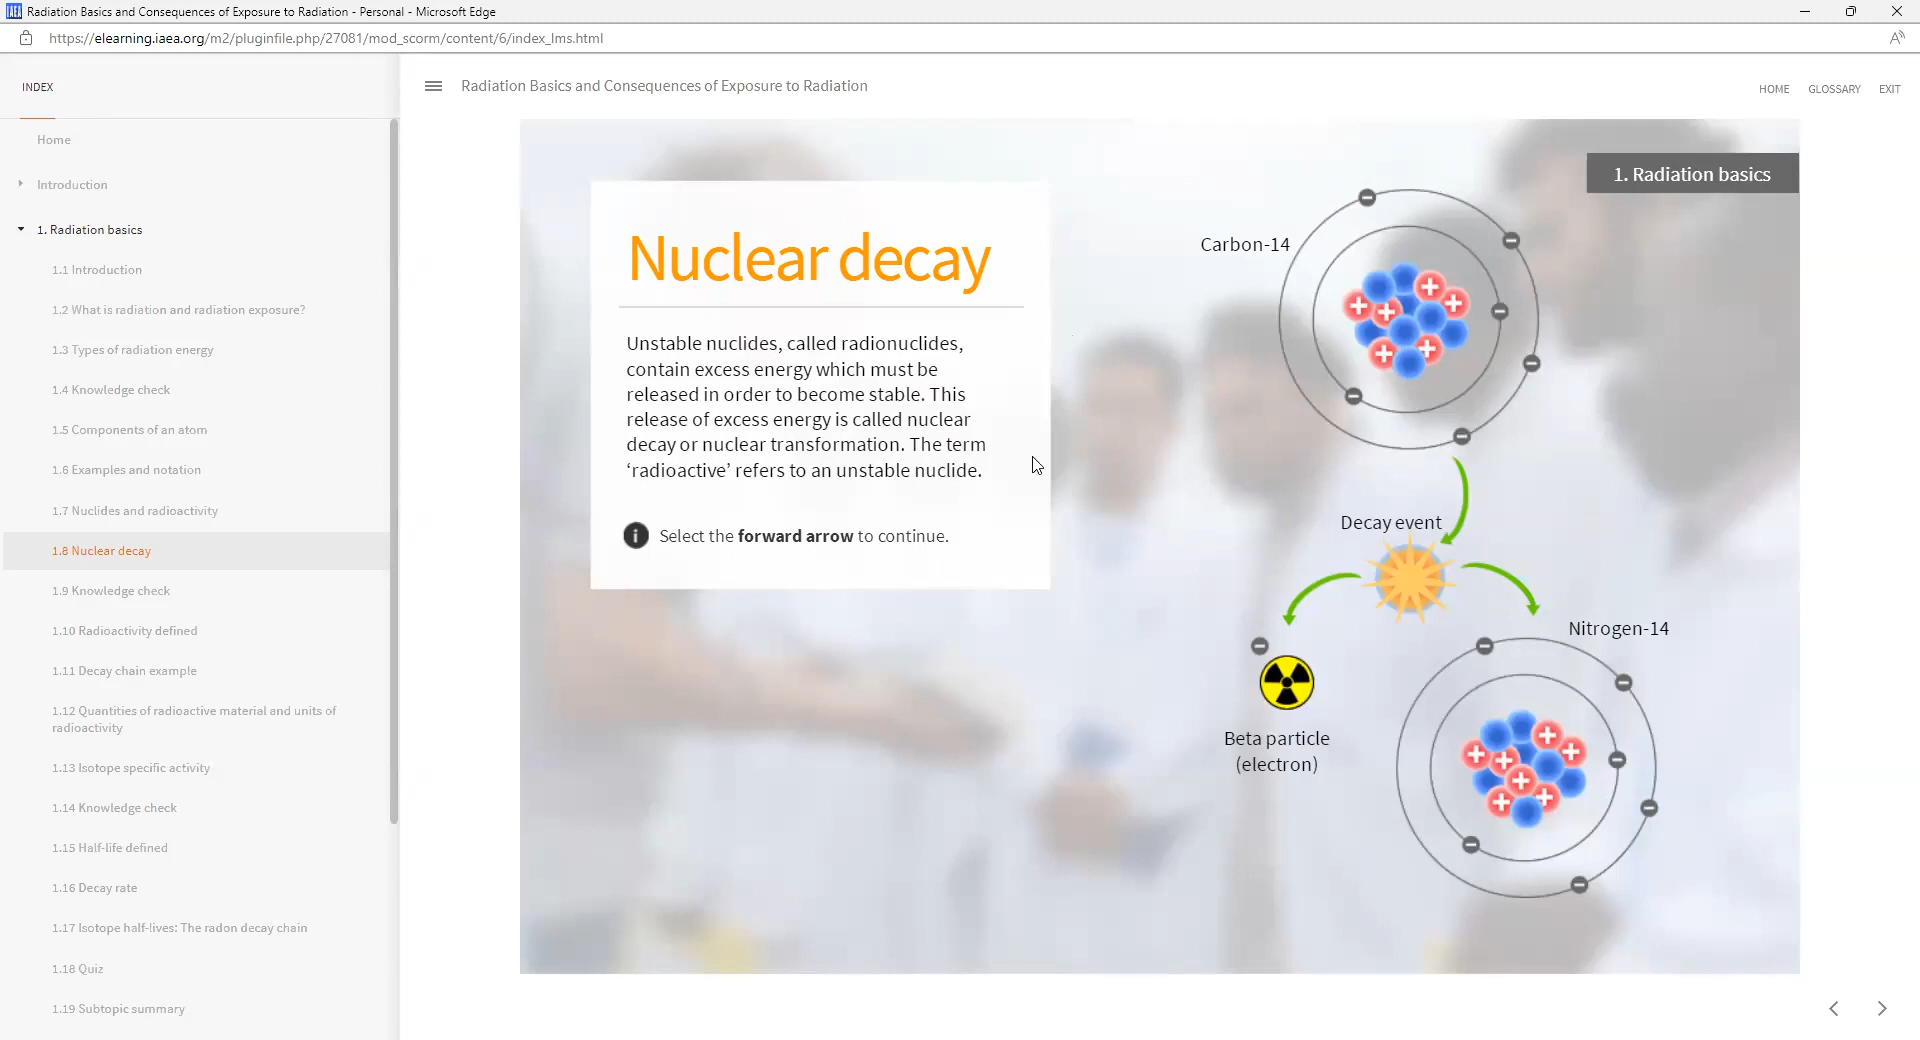 Radiation Basics and Consequences of Exposure to Radiation - Personal - Microsoft Edge
https://elearning.iaea.org/m2/pluginfile.php/27081/mod_scorm/content/6/index_lms.html
INDEX
Home
Introduction
1. Radiation basics
1.1 Introduction
1.2 What is radiation and radiation exposure?
1.3 Types of radiation energy
1.4 Knowledge check
1.5 Components of an atom
1.6 Examples and notation
1.7 Nuclides and radioactivity
1.8 Nuclear decay
1.9 Knowledge check
1.10 Radioactivity defined
1.11 Decay chain example
1.12 Quantities of radioactive material and units of
radioactivity
1.13 Isotope specific activity
1.14 Knowledge check
1.15 Half-life defined
1.16 Decay rate
1.17 Isotope half-lives: The radon decay chain
1.18 Quiz
1.19 Subtopic summary
Radiation Basics and Consequences of Exposure to Radiation
HOME GLOSSARY EXIT
1. Radiation basics
Nuclear decay
Unstable nuclides, called radionuclides,
contain excess energy which must be
released in order to become stable. This
release of excess energy is called nuclear
decay or nuclear transformation. The term
‘radioactive’ refers to an unstable nuclide.
Select the forward arrow to continue.
Carbon-14
Decay event
Nitrogen-14
Beta particle
(electron)